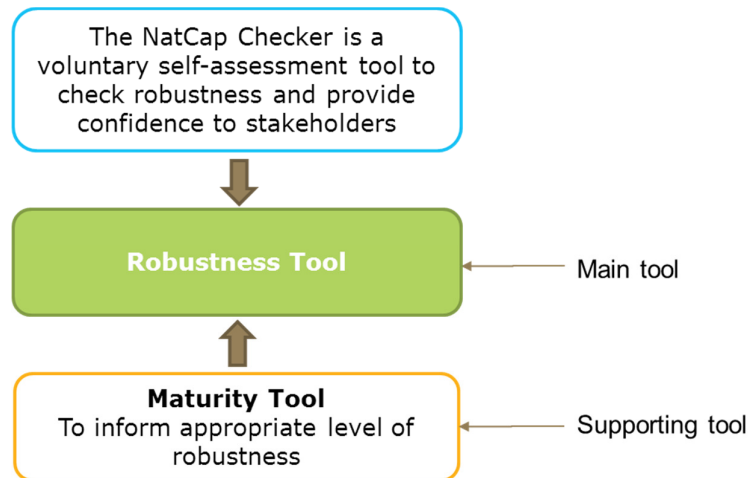 The NatCap Checker is a
voluntary self-assessment tool to
check robustness and provide
confidence to stakeholders
Robustness Tool
Main tool
Maturity Tool
To inform appropriate level of
robustness
Supporting tool